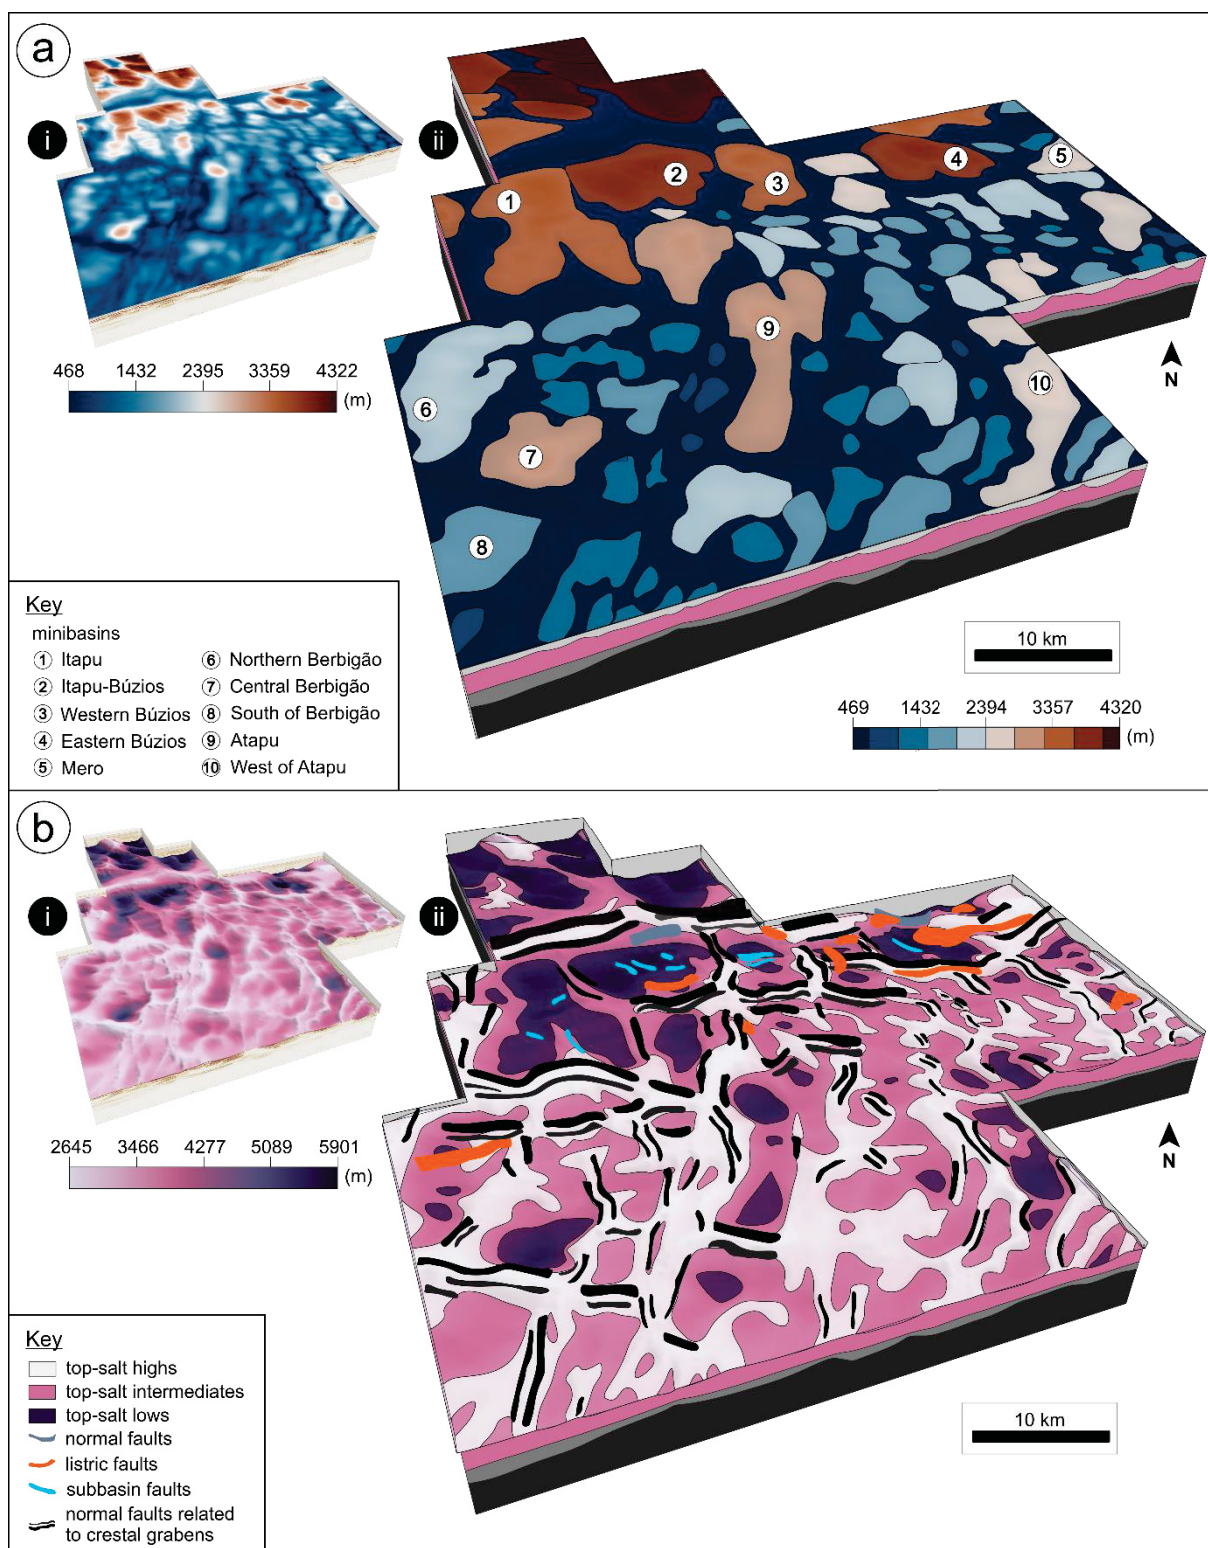 a
i
468 1432 2395 3359 4322
(m)
ii
1
2
3
4
5
6
7
8
9
10
N
10 km
469 1432 2394 3357 4320
(m)
Key
minibasins
1 Itapu
2 Itapu-Búzios
3 Western Búzios
4 Eastern Búzios
5 Mero
6 Northern Berbigão
7 Central Berbigão
8 South of Berbigão
9 Atapu
10 West of Atapu
b
i
2645 3466 4277 5089 5901
(m)
ii
N
10 km
Key
top-salt highs
top-salt intermediates
top-salt lows
normal faults
listric faults
subbasin faults
normal faults related
to crestal grabens